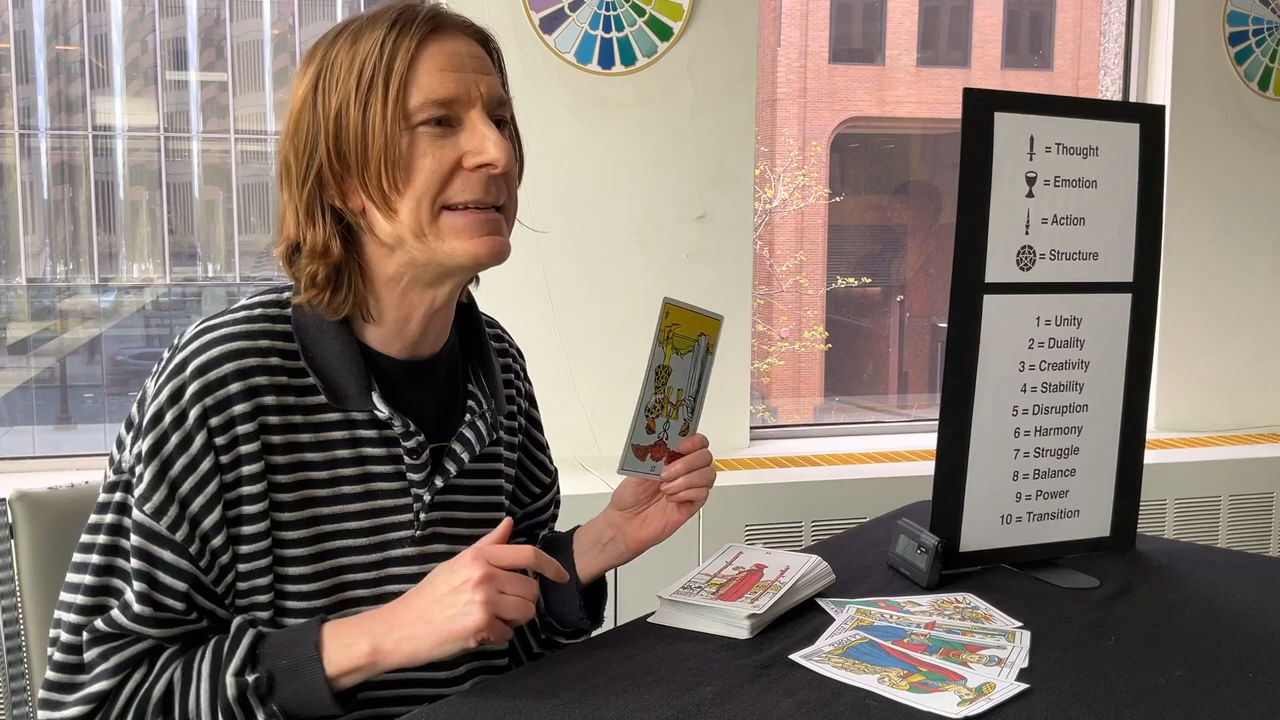 = Thought
= Emotion
= Action
= Structure
1 = Unity
2 = Duality
3 = Creativity
4 = Stability
5 = Disruption
6 = Harmony
7 = Struggle
8 = Balance
9 = Power
10 = Transition
II